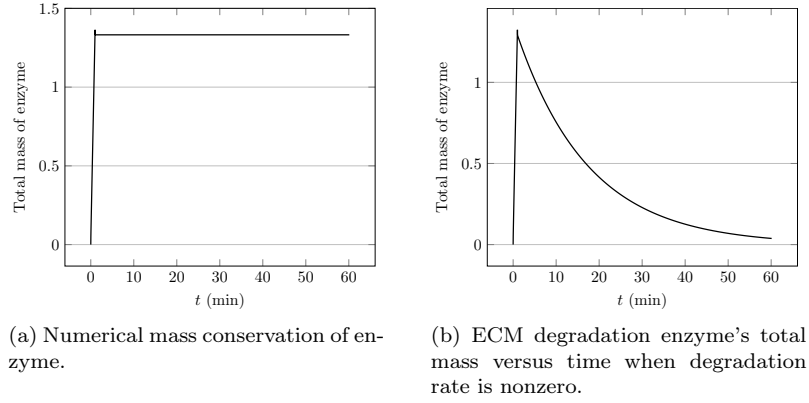 1.5
1
0.5
0
Total mass of enzyme
0 10 20 30 40 50 60
t (min)
(a) Numerical mass conservation of en-
zyme.
1
0.5
0
Total mass of enzyme
0 10 20 30 40 50 60
t (min)
(b) ECM degradation enzyme's total
mass versus time when degradation
rate is nonzero.